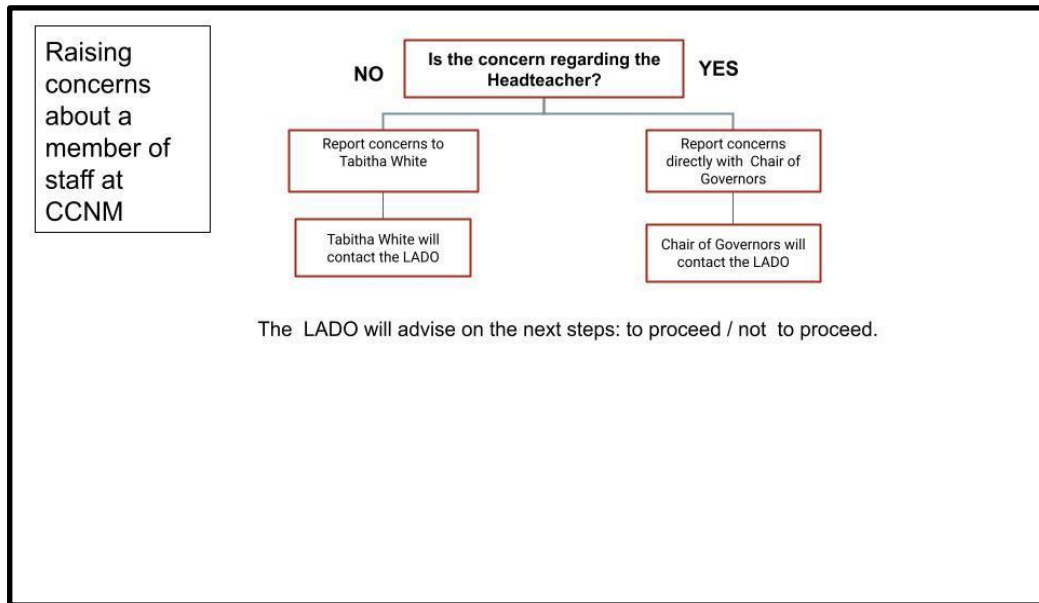 Raising
concerns
about a
member of
staff at
CCNM
Is the concern regarding the
Headteacher?
NO
YES
Report concerns to
Tabitha White
Report concerns
directly with Chair of
Governors
Tabitha White will
contact the LADO
Chair of Governors will
contact the LADO
The LADO will advise on the next steps: to proceed / not to proceed.